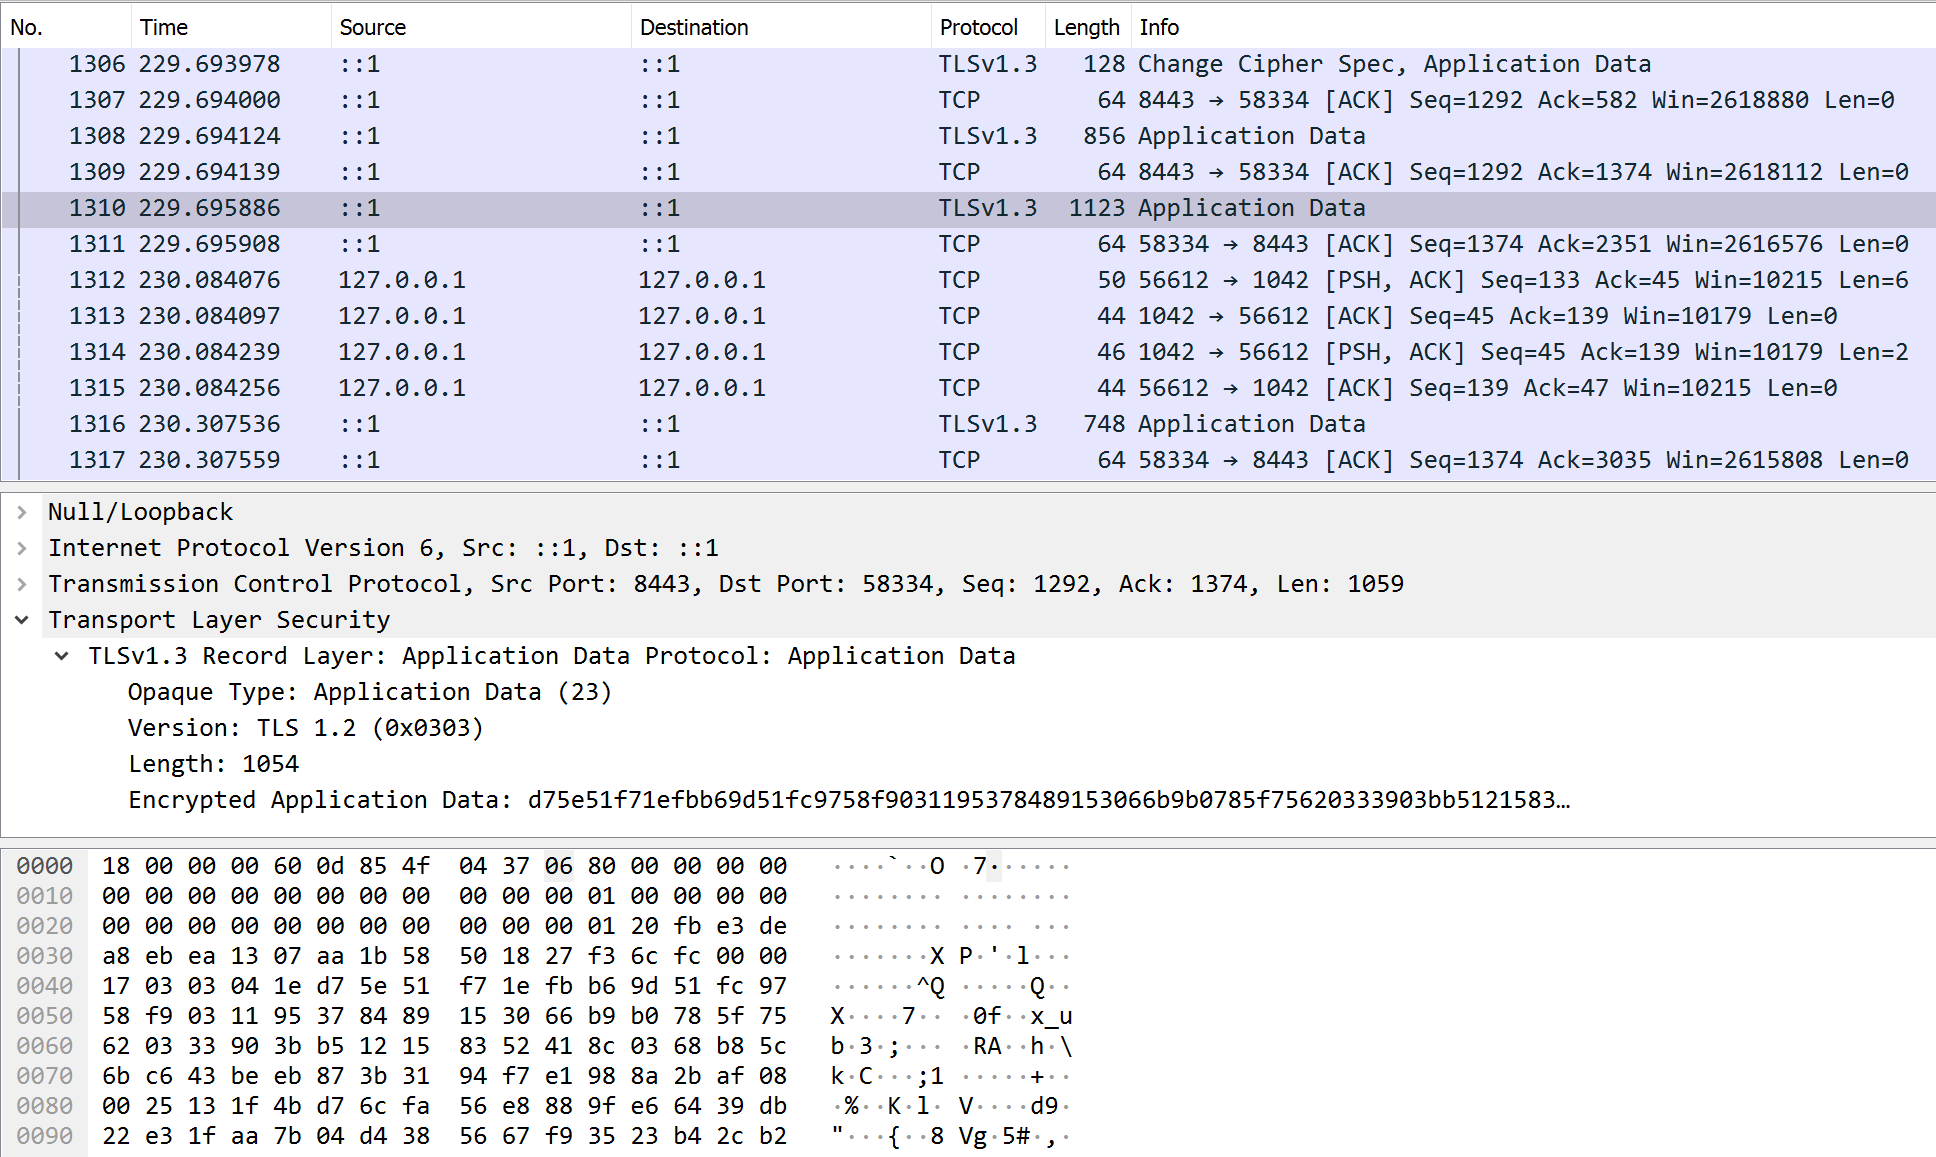 No. Time Source Destination Protocol Length Info
1306 229.693978 ::1 ::1 TLSv1.3 128 Change Cipher Spec, Application Data
1307 229.694000 ::1 ::1 TCP 64 8443 → 58334 [ACK] Seq=1292 Ack=582 Win=2618880 Len=0
1308 229.694124 ::1 ::1 TLSv1.3 856 Application Data
1309 229.694139 ::1 ::1 TCP 64 8443 → 58334 [ACK] Seq=1292 Ack=1374 Win=2618112 Len=0
1310 229.695886 ::1 ::1 TLSv1.3 1123 Application Data
1311 229.695908 ::1 ::1 TCP 64 58334 → 8443 [ACK] Seq=1374 Ack=2351 Win=2616576 Len=0
1312 230.084076 127.0.0.1 127.0.0.1 TCP 50 56612 → 1042 [PSH, ACK] Seq=133 Ack=45 Win=10215 Len=6
1313 230.084097 127.0.0.1 127.0.0.1 TCP 44 1042 → 56612 [ACK] Seq=45 Ack=139 Win=10179 Len=0
1314 230.084239 127.0.0.1 127.0.0.1 TCP 46 1042 → 56612 [PSH, ACK] Seq=45 Ack=139 Win=10179 Len=2
1315 230.084256 127.0.0.1 127.0.0.1 TCP 44 56612 → 1042 [ACK] Seq=139 Ack=47 Win=10215 Len=0
1316 230.307536 ::1 ::1 TLSv1.3 748 Application Data
1317 230.307559 ::1 ::1 TCP 64 58334 → 8443 [ACK] Seq=1374 Ack=3035 Win=2615808 Len=0
Null/Loopback
Internet Protocol Version 6, Src: ::1, Dst: ::1
Transmission Control Protocol, Src Port: 8443, Dst Port: 58334, Seq: 1292, Ack: 1374, Len: 1059
Transport Layer Security
TLSv1.3 Record Layer: Application Data Protocol: Application Data
Opaque Type: Application Data (23)
Version: TLS 1.2 (0x0303)
Length: 1054
Encrypted Application Data: d75e51f71efbb69d51fc9758f9031195378489153066b9b0785f75620333903bb5121583…
0000 18 00 00 00 60 0d 85 4f 04 37 06 80 00 00 00 00 ····`··O ·7······
0010 00 00 00 00 00 00 00 00 00 00 00 01 00 00 00 00 ········ ········
0020 00 00 00 00 00 00 00 00 00 00 00 01 20 fb e3 de ········ ···· ···
0030 a8 eb ea 13 07 aa 1b 58 50 18 27 f3 6c fc 00 00 ·······X P·'·l···
0040 17 03 03 04 1e d7 5e 51 f7 1e fb b6 9d 51 fc 97 ······^Q ·····Q··
0050 58 f9 03 11 95 37 84 89 15 30 66 b9 b0 78 5f 75 X····7·· ·0f··x_u
0060 62 03 33 90 3b b5 12 15 83 52 41 8c 03 68 b8 5c b·3·;··· ·RA··h·\
0070 6b c6 43 be eb 87 3b 31 94 f7 e1 98 8a 2b af 08 k·C···;1 ·····+··
0080 00 25 13 1f 4b d7 6c fa 56 e8 88 9f e6 64 39 db ·%··K·l· V····d9·
0090 22 e3 1f aa 7b 04 d4 38 56 67 f9 35 23 b4 2c b2 "···{··8 Vg·5#·,·